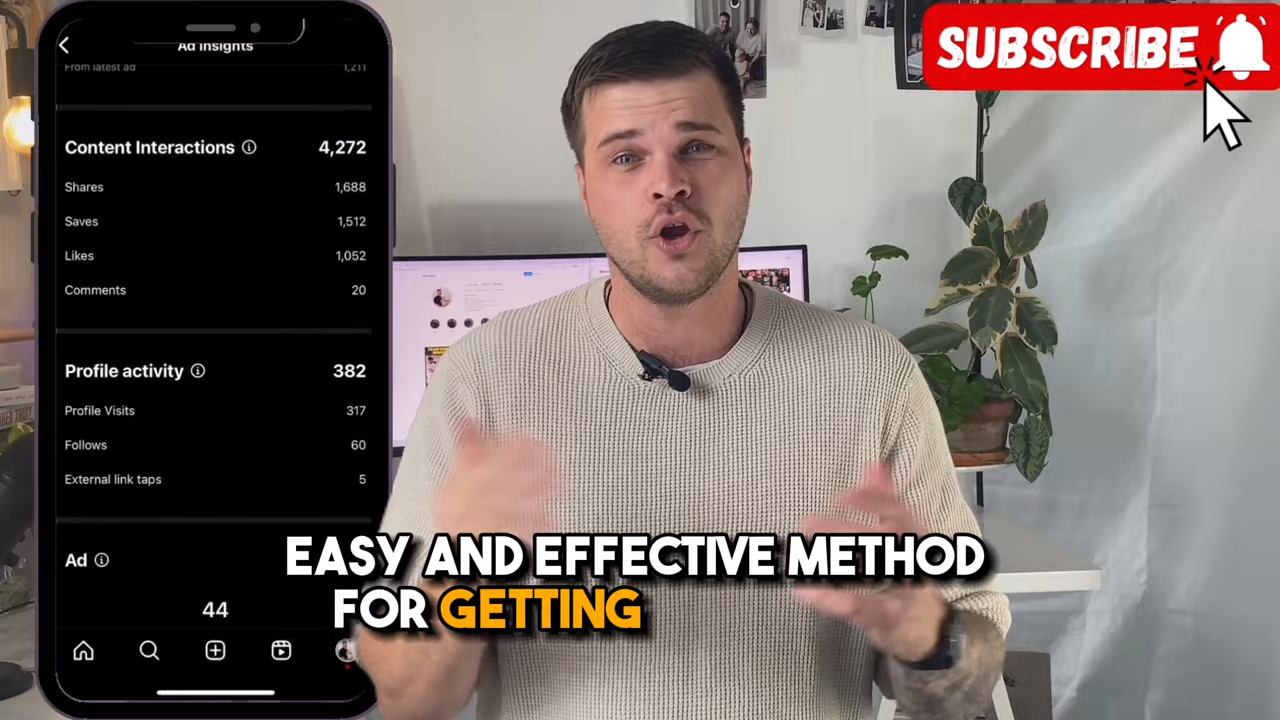 Ad Insights
From latest ad 1,211
Content Interactions 4,272
Shares 1,688
Saves 1,512
Likes 1,052
Comments 20
Profile activity 382
Profile Visits 317
Follows 60
External link taps 5
Ad
44
SUBSCRIBE
EASY AND EFFECTIVE METHOD
FOR GETTING